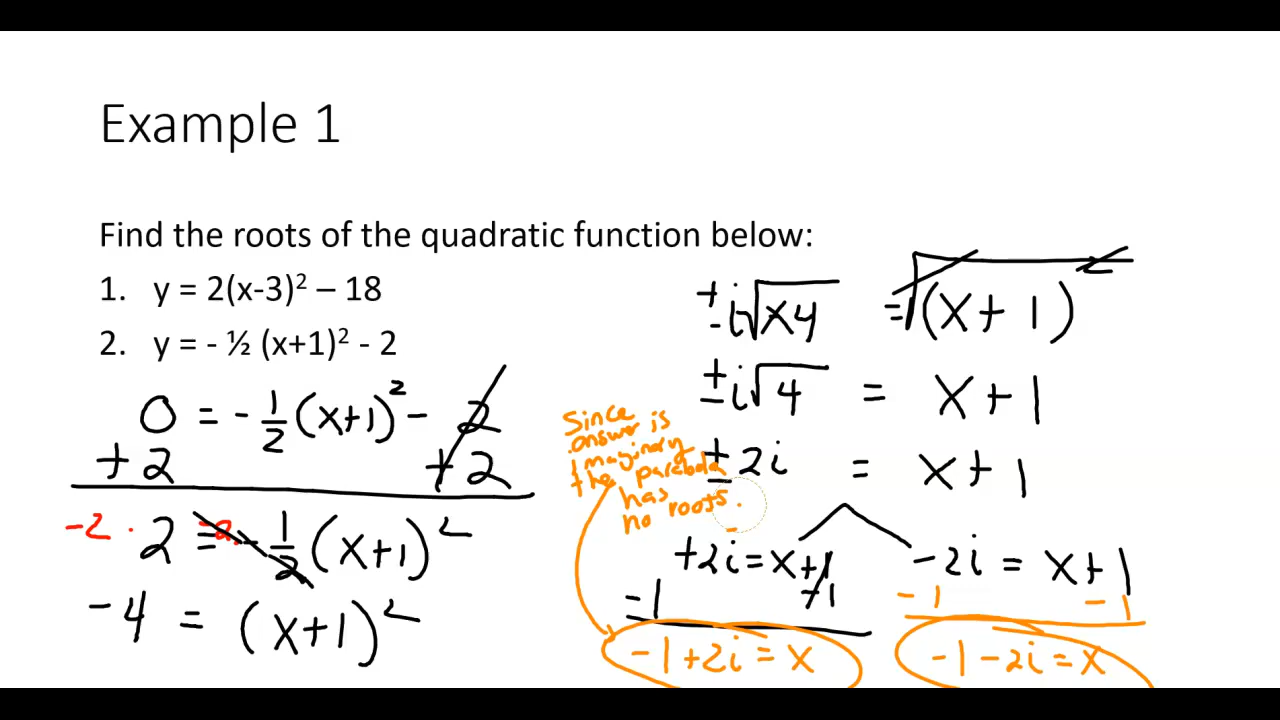 Example 1
Find the roots of the quadratic function below:
1. y = 2(x-3)² – 18
2. y = - ½ (x+1)² - 2
0 = -1/2(x+1)² - 2
+2 +2
-2 · 2 = -2 · -1/2 (x+1)²
-4 = (x+1)²
±i√x4 = √(x+1)²
±i√4 = x+1
±2i = x+1
Since
answer is
imaginary
the parabola
has
no roots.
+2i = x+1
-1 -1
-1+2i = x
-2i = x+1
-1 -1
-1-2i = x